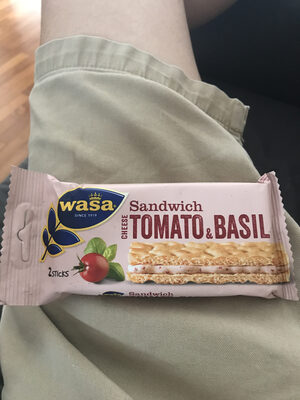 wasa
SINCE 1919
Sandwich
CHEESE
TOMATO & BASIL
2 STICKS
Sandwich